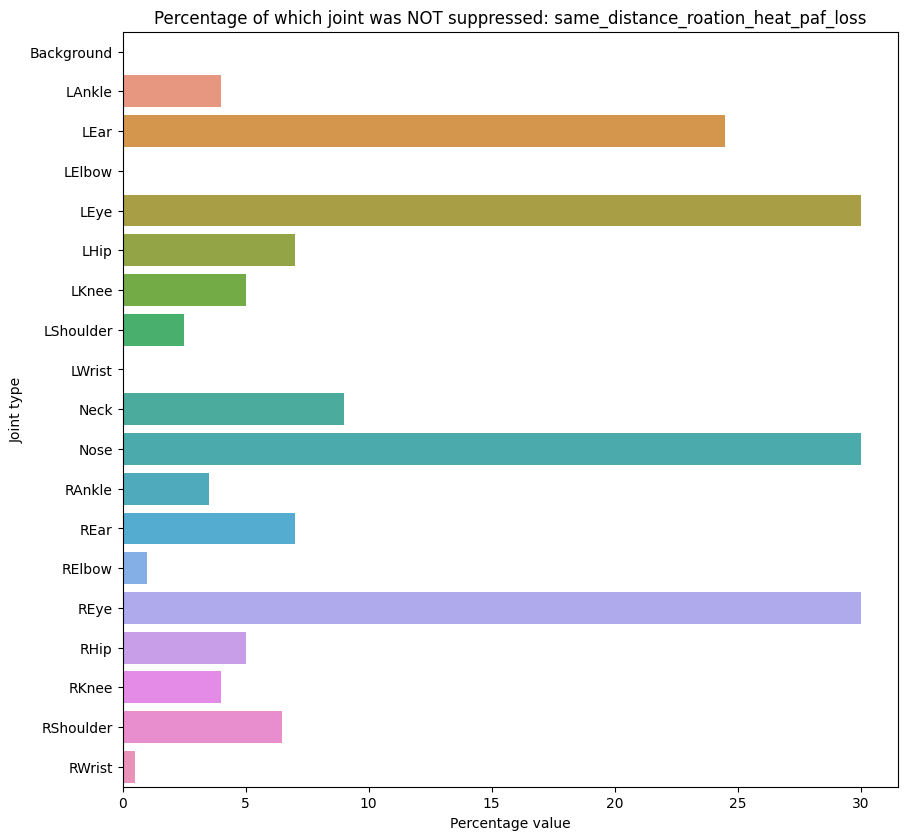 Percentage of which joint was NOT suppressed: same_distance_roation_heat_paf_loss
Background
LAnkle
LEar
LElbow
LEye
LHip
LKnee
LShoulder
LWrist
Neck
Nose
RAnkle
REar
RElbow
REye
RHip
RKnee
RShoulder
RWrist
Joint type
0 5 10 15 20 25 30
Percentage value